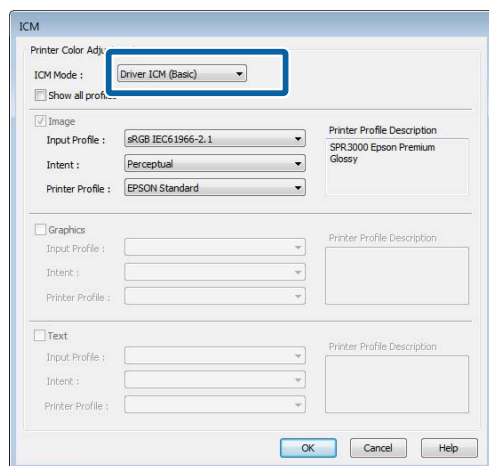 ICM
Printer Color Adju
ICM Mode : Driver ICM (Basic)
Show all profiles
Image
Input Profile : sRGB IEC61966-2.1
Intent : Perceptual
Printer Profile : EPSON Standard
Printer Profile Description
SPR3000 Epson Premium
Glossy
Graphics
Input Profile :
Intent :
Printer Profile :
Printer Profile Description
Text
Input Profile :
Intent :
Printer Profile :
Printer Profile Description
OK Cancel Help